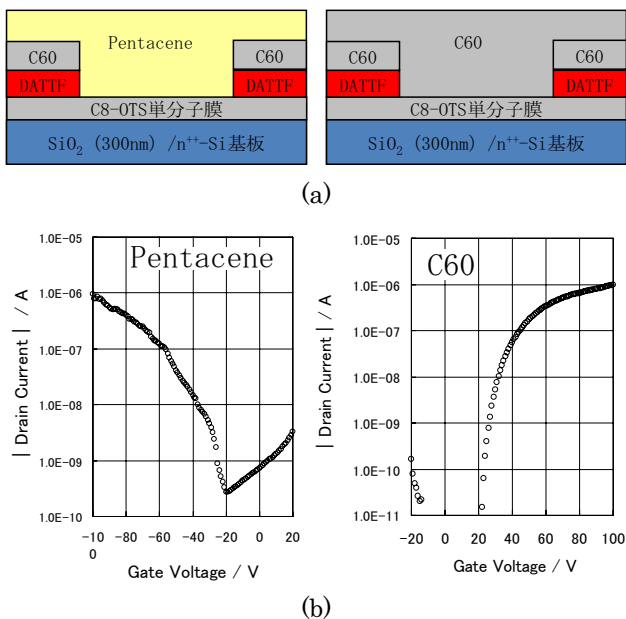 Pentacene
C60
C60
DATTF
DATTF
C8-OTS単分子膜
SiO₂ (300nm) /n⁺⁺-Si基板
C60
C60
C60
DATTF
DATTF
C8-OTS単分子膜
SiO₂ (300nm) /n⁺⁺-Si基板
(a)
Pentacene
| Drain Current | / A
1.0E-05
1.0E-06
1.0E-07
1.0E-08
1.0E-09
1.0E-10
-10
0
-80
-60
-40
-20
0
20
Gate Voltage / V
C60
| Drain Current | / A
1.0E-05
1.0E-06
1.0E-07
1.0E-08
1.0E-09
1.0E-10
1.0E-11
-20
0
20
40
60
80
100
Gate Voltage / V
(b)